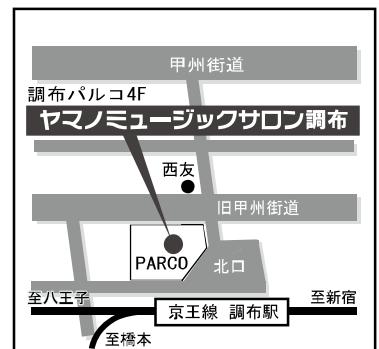 甲州街道
調布パルコ4F
ヤマノミュージックサロン調布
西友
旧甲州街道
PARCO
北口
至八王子
京王線 調布駅
至新宿
至橋本